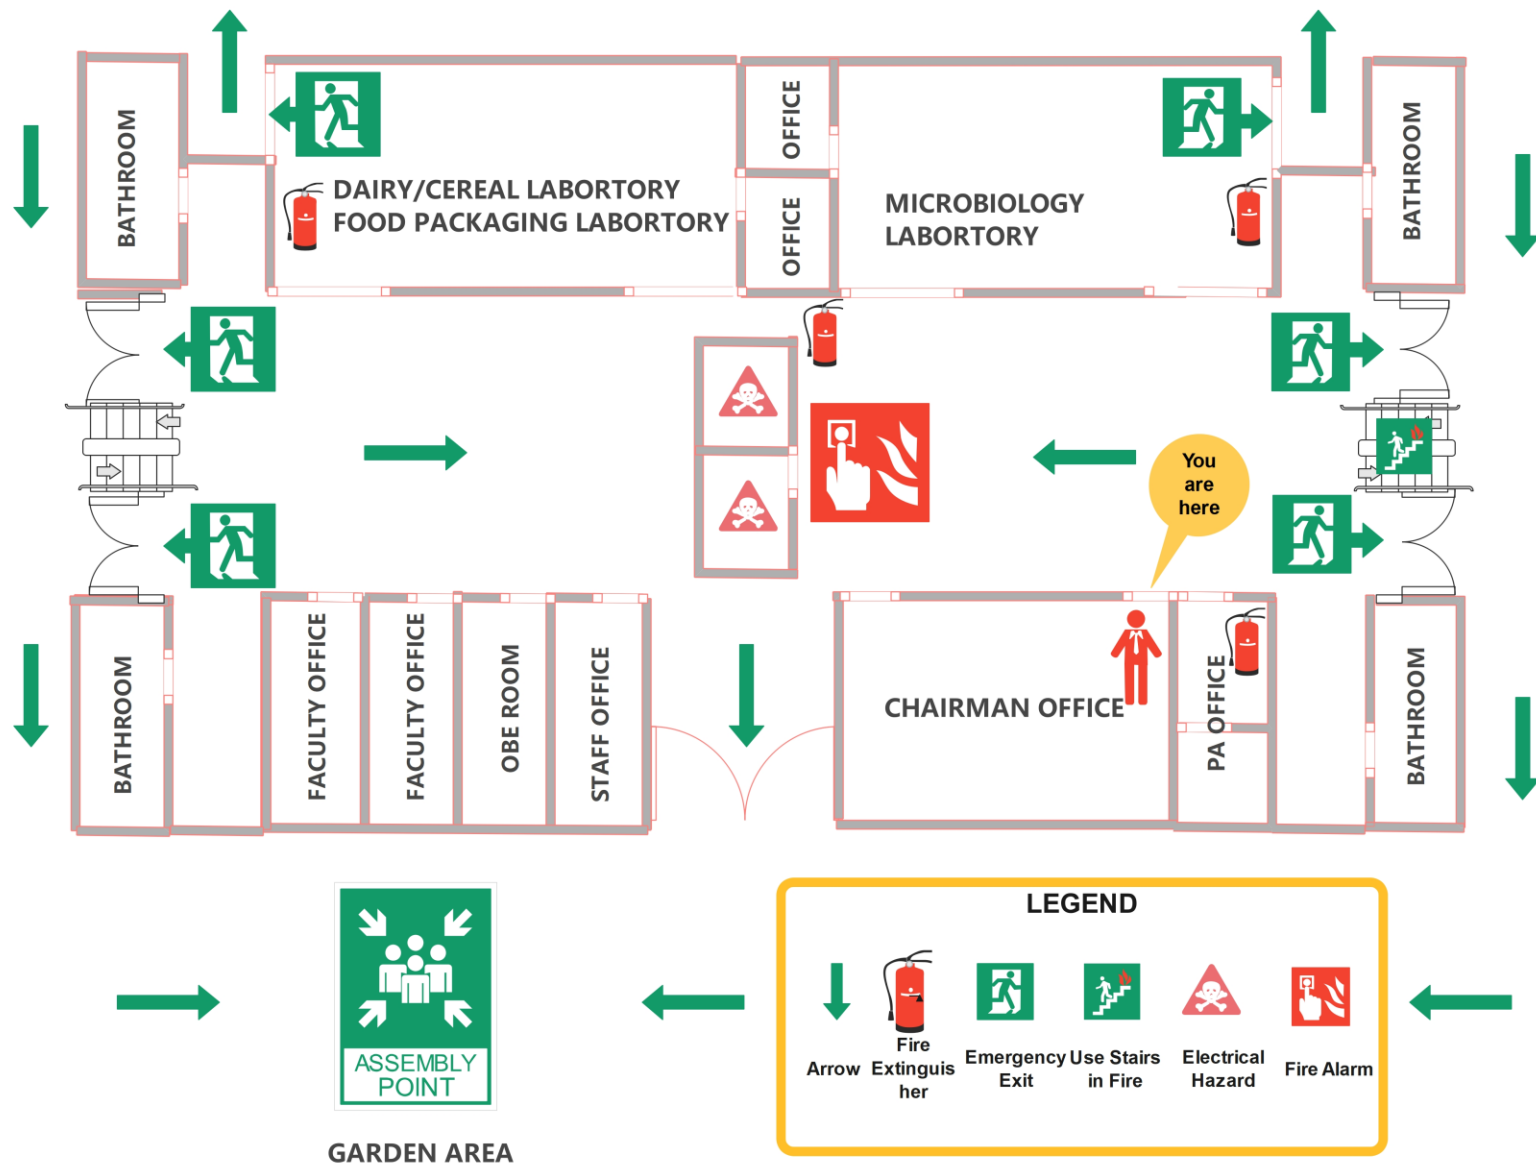 BATHROOM
DAIRY/CEREAL LABORTORY
FOOD PACKAGING LABORTORY
OFFICE
OFFICE
MICROBIOLOGY
LABORTORY
BATHROOM
You
are
here
BATHROOM
FACULTY OFFICE
FACULTY OFFICE
OBE ROOM
STAFF OFFICE
CHAIRMAN OFFICE
PA OFFICE
BATHROOM
ASSEMBLY
POINT
GARDEN AREA
LEGEND
Arrow
Fire
Extinguis
her
Emergency
Exit
Use Stairs
in Fire
Electrical
Hazard
Fire Alarm